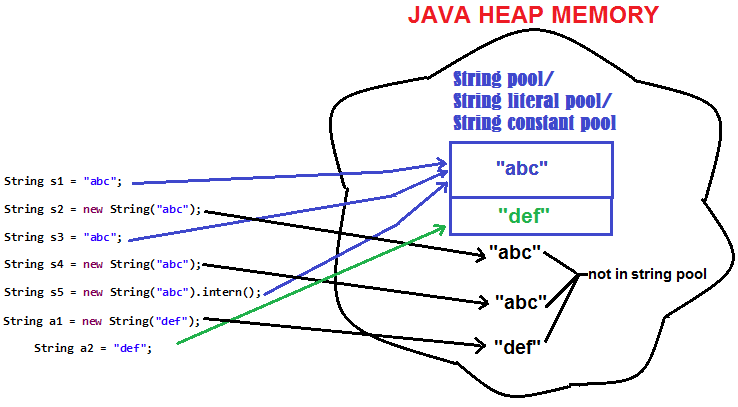 JAVA HEAP MEMORY
String pool/
String literal pool/
String constant pool
"abc"
"def"
String s1 = "abc";
String s2 = new String("abc");
String s3 = "abc";
String s4 = new String("abc");
String s5 = new String("abc").intern();
String a1 = new String("def");
String a2 = "def";
"abc"
"abc"
"def"
not in string pool